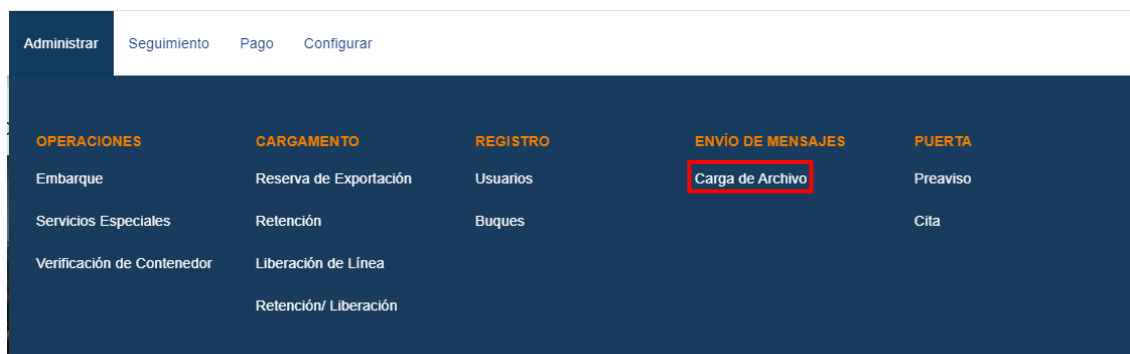 Administrar Seguimiento Pago Configurar
OPERACIONES CARGAMENTO REGISTRO ENVÍO DE MENSAJES PUERTA
Embarque Reserva de Exportación Usuarios Carga de Archivo Preaviso
Servicios Especiales Retención Buques Cita
Verificación de Contenedor Liberación de Línea
Retención/ Liberación